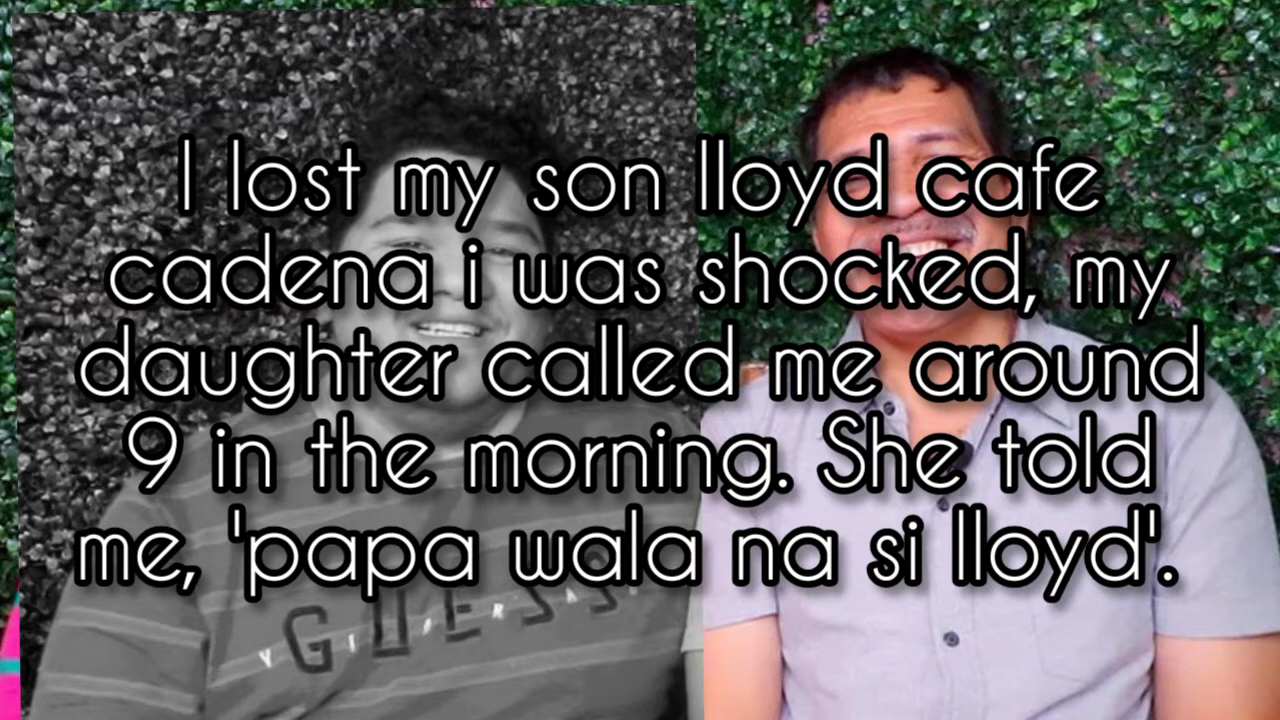 I lost my son lloyd cafe
cadena i was shocked, my
daughter called me around
9 in the morning. She told
me, 'papa wala na si lloyd'.
GUESS